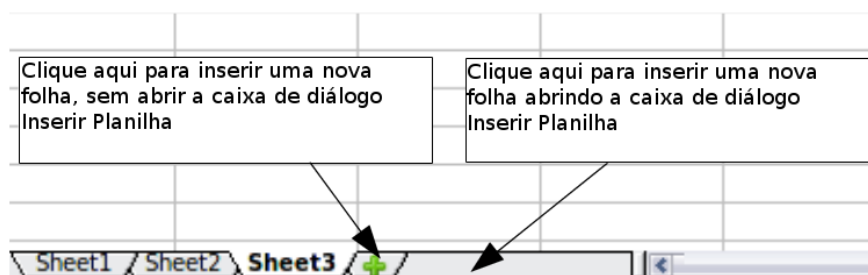 Clique aqui para inserir uma nova
folha, sem abrir a caixa de diálogo
Inserir Planilha
Clique aqui para inserir uma nova
folha abrindo a caixa de diálogo
Inserir Planilha
Sheet1 Sheet2 Sheet3